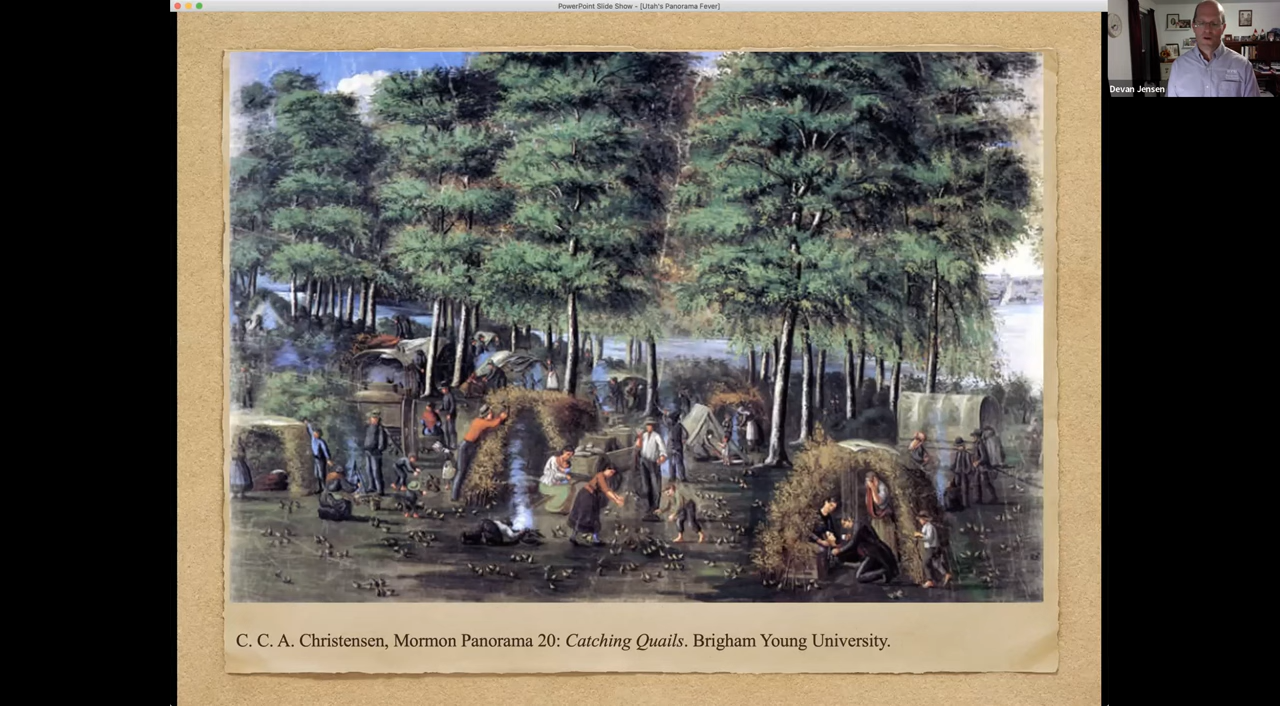 PowerPoint Slide Show - [Utah's Panorama Fever]
Devan Jensen
C. C. A. Christensen, Mormon Panorama 20: Catching Quails. Brigham Young University.